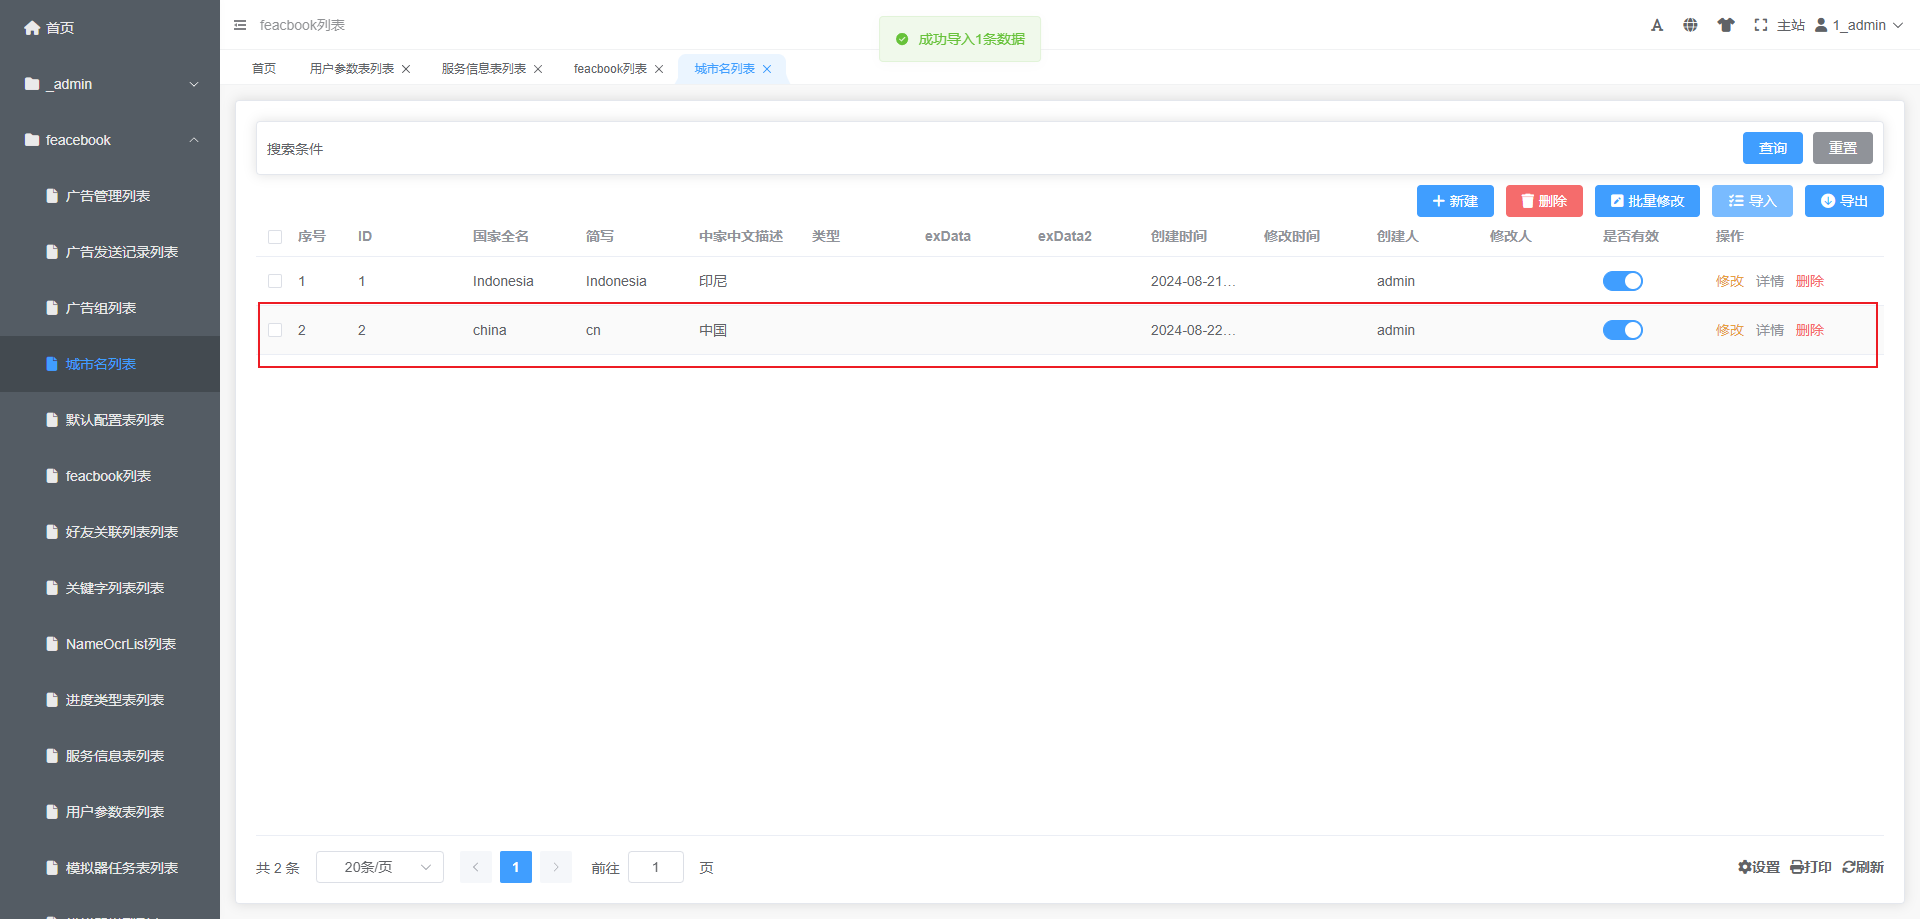 首页
_admin
feacebook
广告管理列表
广告发送记录列表
广告组列表
城市名列表
默认配置表列表
feacbook列表
好友关联列表列表
关键字列表列表
NameOcrList列表
进度类型表列表
服务信息表列表
用户参数表列表
模拟器任务表列表
feacbook列表
成功导入1条数据
主站 1_admin
首页 用户参数表列表 服务信息表列表 feacbook列表 城市名列表
搜索条件 查询 重置
新建 删除 批量修改 导入 导出
序号 ID 国家全名 简写 中家中文描述 类型 exData exData2 创建时间 修改时间 创建人 修改人 是否有效 操作
1 1 Indonesia Indonesia 印尼 2024-08-21... admin 修改 详情 删除
2 2 china cn 中国 2024-08-22... admin 修改 详情 删除
共 2 条 20条/页 1 前往 1 页 设置 打印 刷新